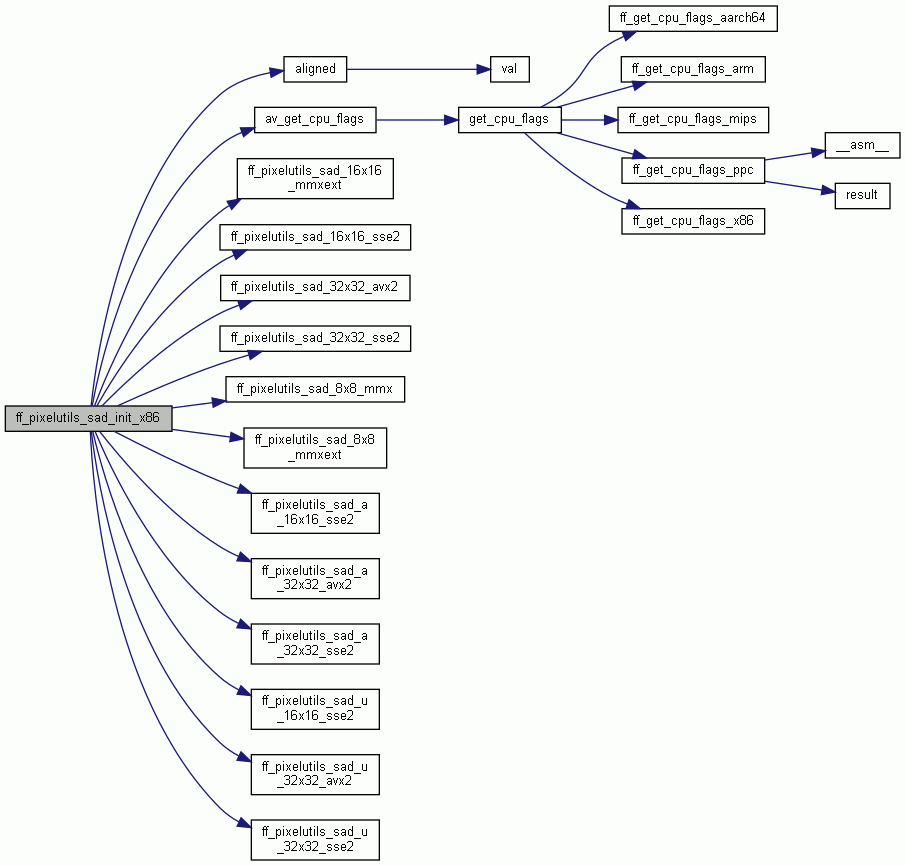 ff_pixelutils_sad_init_x86
aligned
val
av_get_cpu_flags
get_cpu_flags
ff_get_cpu_flags_aarch64
ff_get_cpu_flags_arm
ff_get_cpu_flags_mips
ff_get_cpu_flags_ppc
__asm__
result
ff_get_cpu_flags_x86
ff_pixelutils_sad_16x16
_mmxext
ff_pixelutils_sad_16x16_sse2
ff_pixelutils_sad_32x32_avx2
ff_pixelutils_sad_32x32_sse2
ff_pixelutils_sad_8x8_mmx
ff_pixelutils_sad_8x8
_mmxext
ff_pixelutils_sad_a
_16x16_sse2
ff_pixelutils_sad_a
_32x32_avx2
ff_pixelutils_sad_a
_32x32_sse2
ff_pixelutils_sad_u
_16x16_sse2
ff_pixelutils_sad_u
_32x32_avx2
ff_pixelutils_sad_u
_32x32_sse2